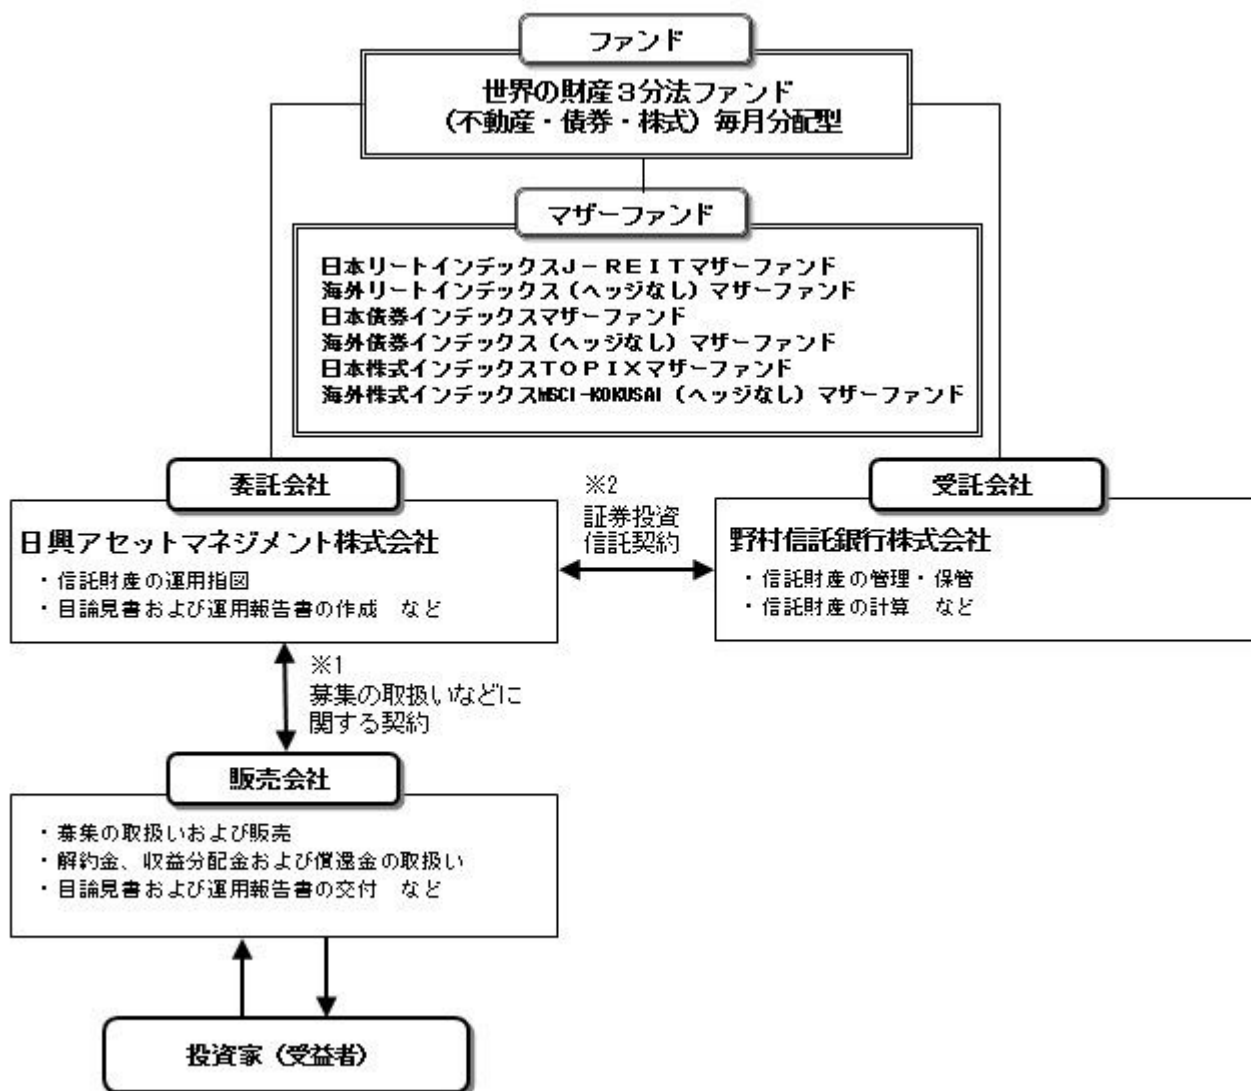 ファンド
世界の財産３分法ファンド
（不動産・債券・株式）毎月分配型
マザーファンド
日本リートインデックスＪ－ＲＥＩＴマザーファンド
海外リートインデックス（ヘッジなし）マザーファンド
日本債券インデックスマザーファンド
海外債券インデックス（ヘッジなし）マザーファンド
日本株式インデックスＴＯＰＩＸマザーファンド
海外株式インデックスMSCI-KOKUSAI（ヘッジなし）マザーファンド
委託会社
日興アセットマネジメント株式会社
・信託財産の運用指図
・目論見書および運用報告書の作成　など
※2
証券投資
信託契約
受託会社
野村信託銀行株式会社
・信託財産の管理・保管
・信託財産の計算　など
※1
募集の取扱いなどに
関する契約
販売会社
・募集の取扱いおよび販売
・解約金、収益分配金および償還金の取扱い
・目論見書および運用報告書の交付　など
投資家（受益者）